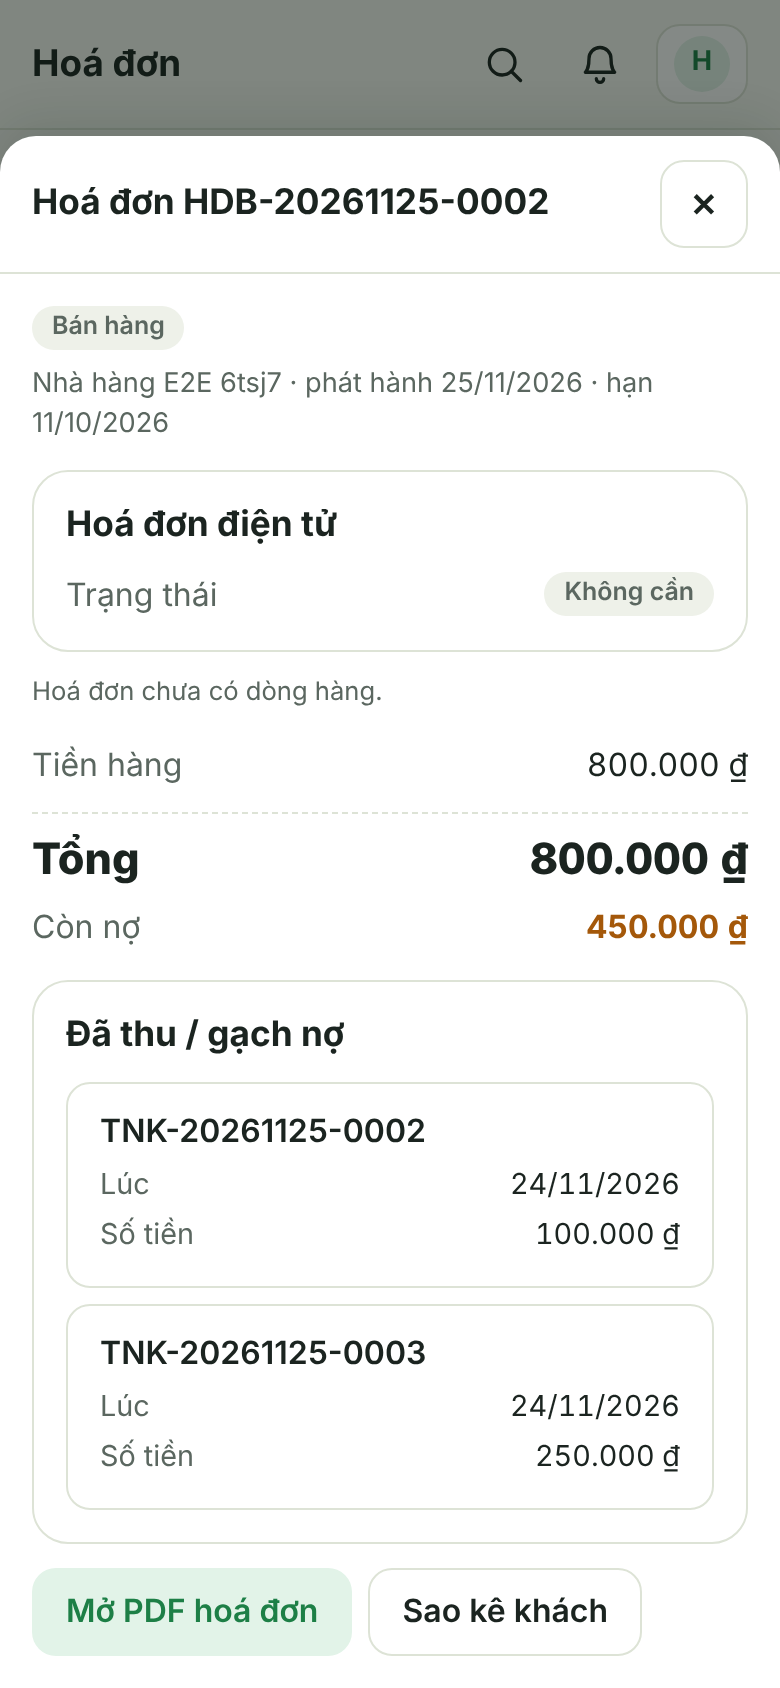 Hoá đơn
H
Hoá đơn HDB-20261125-0002
×
Bán hàng
Nhà hàng E2E 6tsj7 · phát hành 25/11/2026 · hạn
11/10/2026
Hoá đơn điện tử
Trạng thái Không cần
Hoá đơn chưa có dòng hàng.
Tiền hàng 800.000 ₫
Tổng 800.000 ₫
Còn nợ 450.000 ₫
Đã thu / gạch nợ
TNK-20261125-0002
Lúc 24/11/2026
Số tiền 100.000 ₫
TNK-20261125-0003
Lúc 24/11/2026
Số tiền 250.000 ₫
Mở PDF hoá đơn Sao kê khách